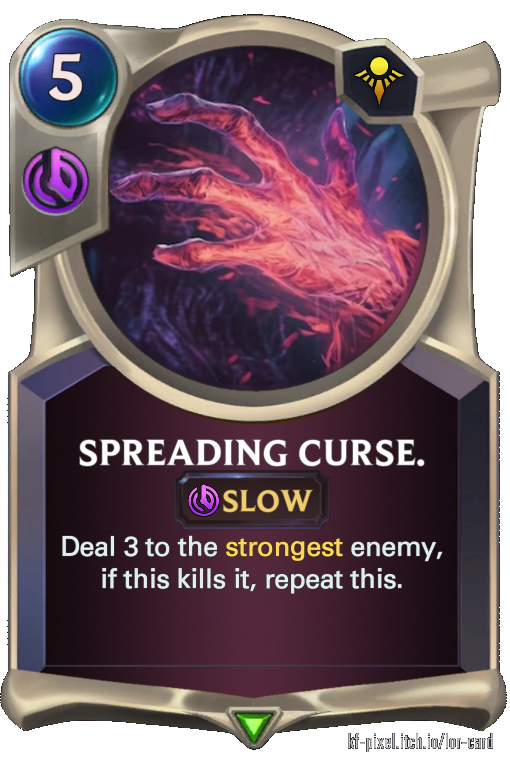 5
SPREADING CURSE.
SLOW
Deal 3 to the strongest enemy,
if this kills it, repeat this.
kf-pixel.itch.io/lor-card